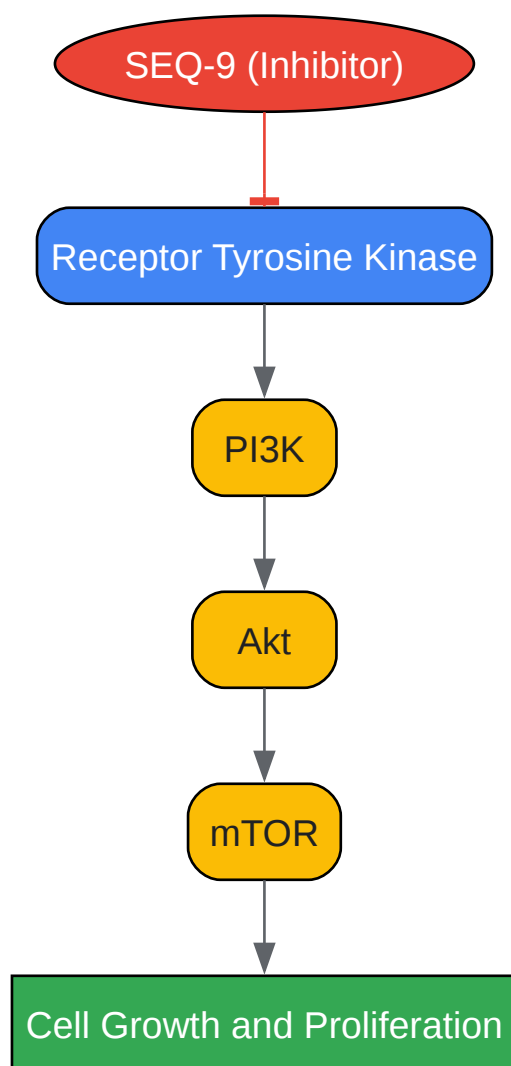 SEQ-9 (Inhibitor)
Receptor Tyrosine Kinase
PI3K
Akt
mTOR
Cell Growth and Proliferation